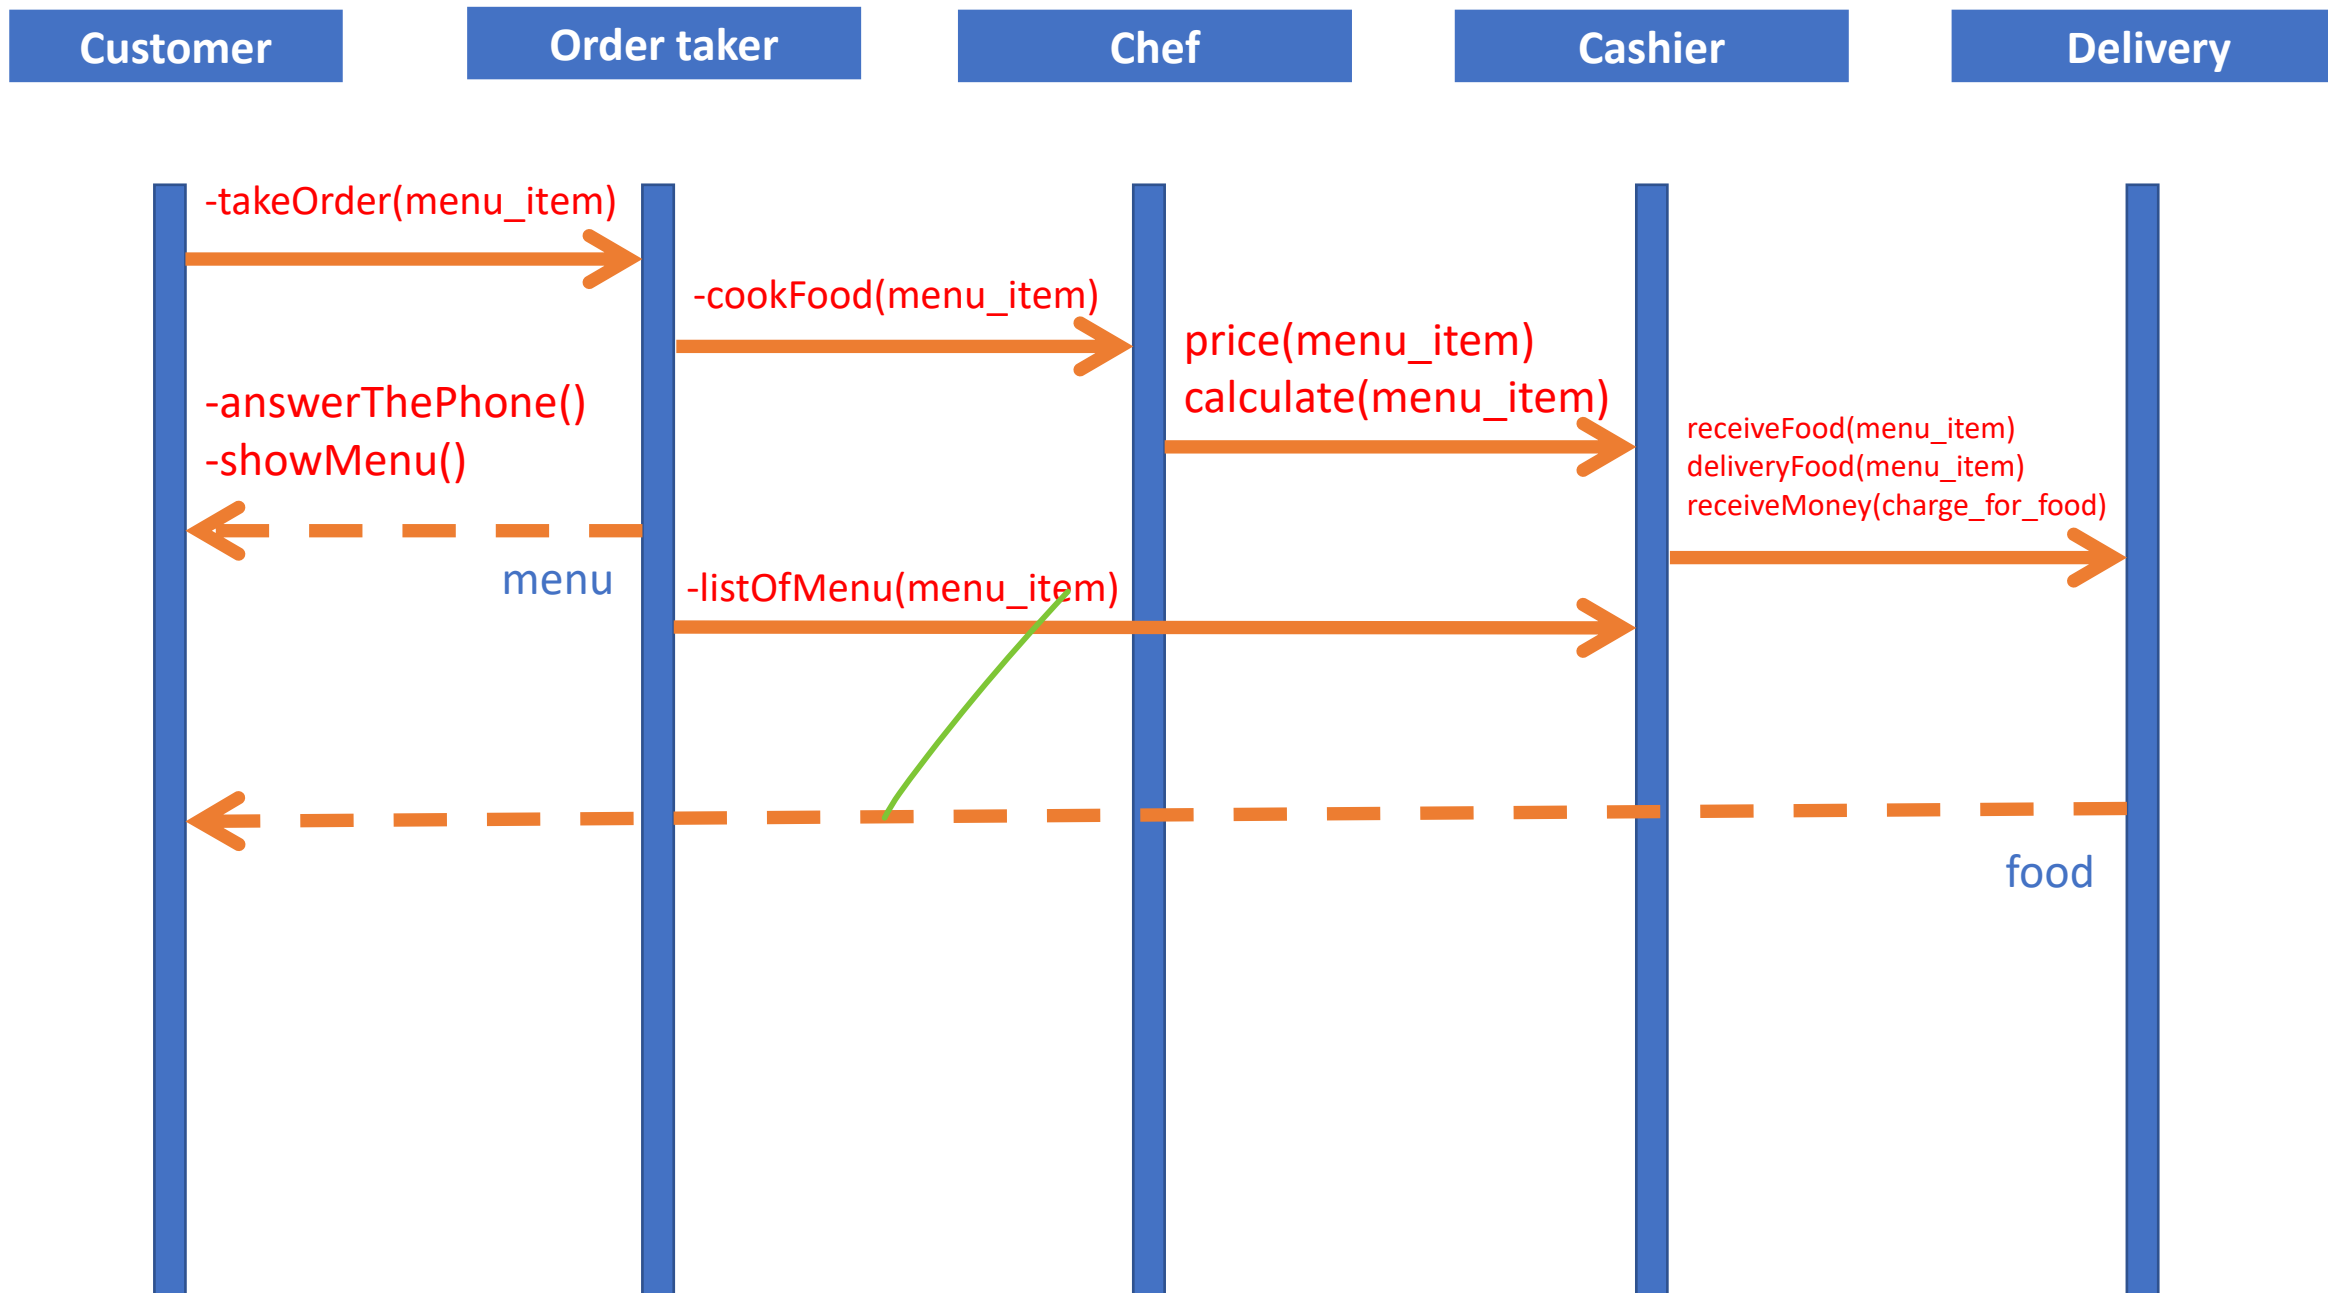 Customer
Order taker
Chef
Cashier
Delivery
-takeOrder(menu_item)
-cookFood(menu_item)
price(menu_item)
calculate(menu_item)
-answerThePhone()
-showMenu()
receiveFood(menu_item)
deliveryFood(menu_item)
receiveMoney(charge_for_food)
menu
-listOfMenu(menu_item)
food